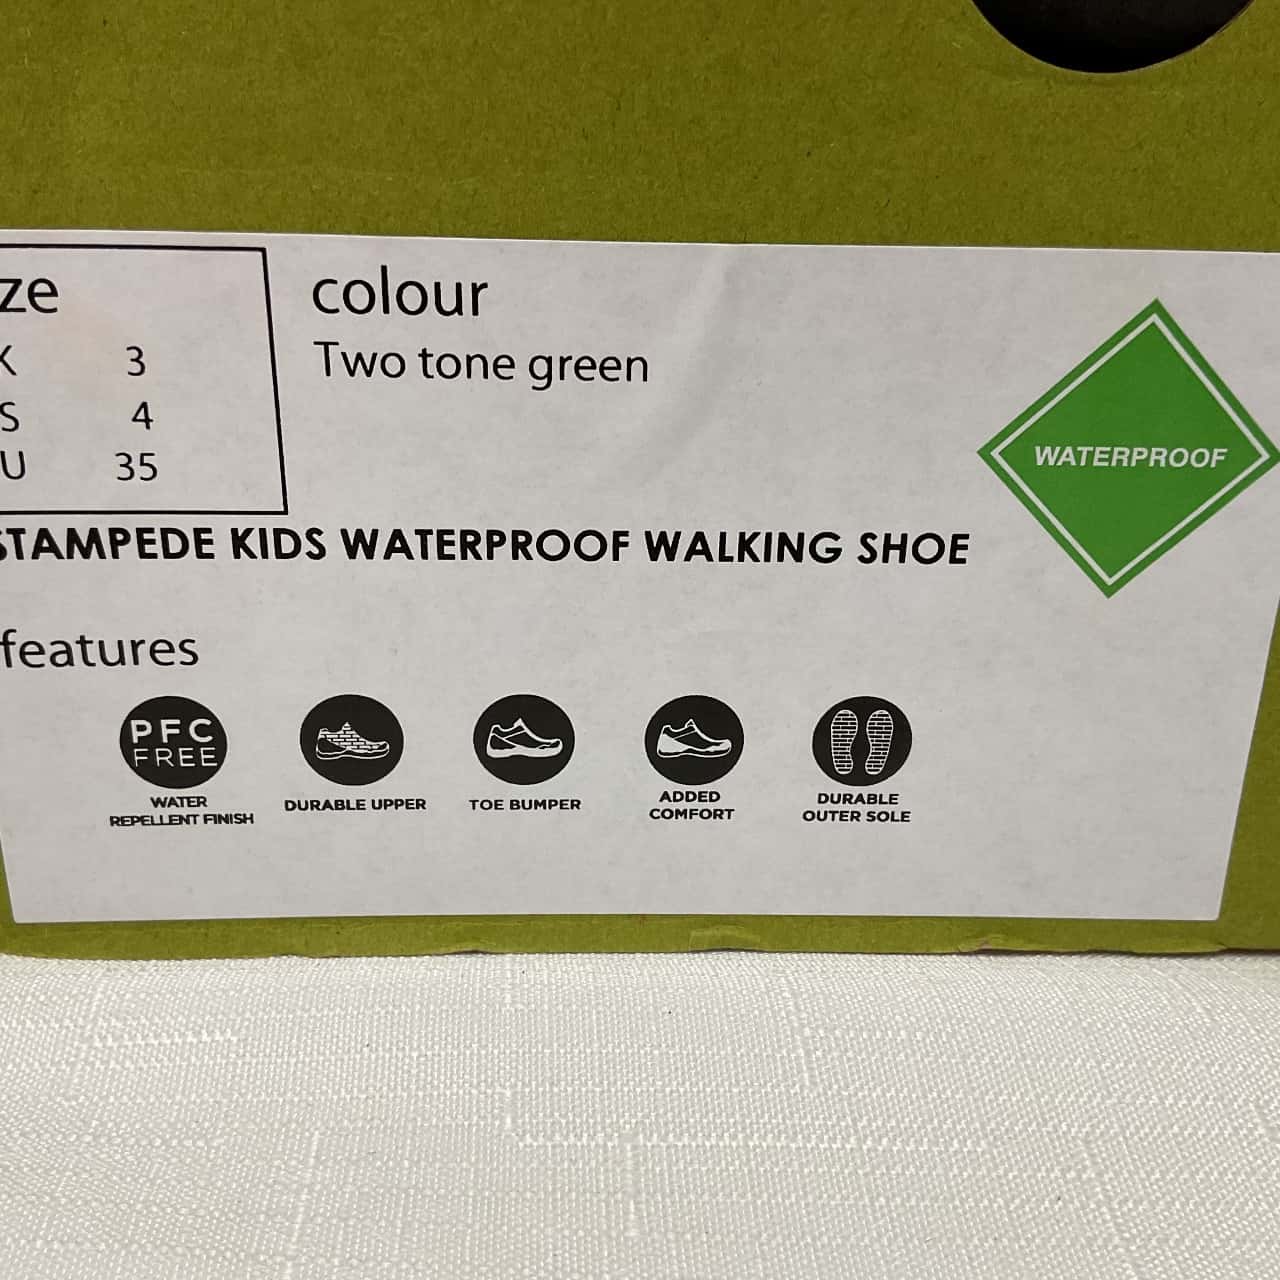 ze
colour
K 3
Two tone green
S 4
U 35
WATERPROOF
STAMPEDE KIDS WATERPROOF WALKING SHOE
features
PFC
FREE
WATER
REPELLENT FINISH
DURABLE UPPER
TOE BUMPER
ADDED
COMFORT
DURABLE
OUTER SOLE